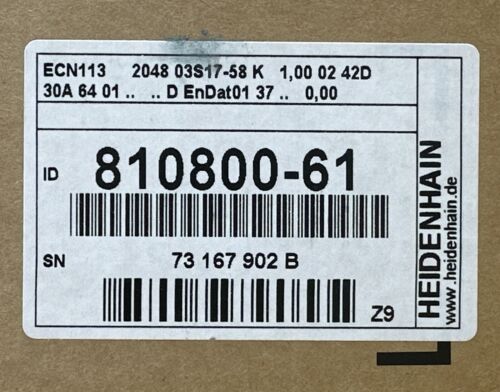 ECN113 2048 03S17-58 K 1,00 02 42D
30A 64 01 .. .. D EnDat01 37 .. 0,00
ID 810800-61
SN 73 167 902 B
Z9
HEIDENHAIN
www.heidenhain.de